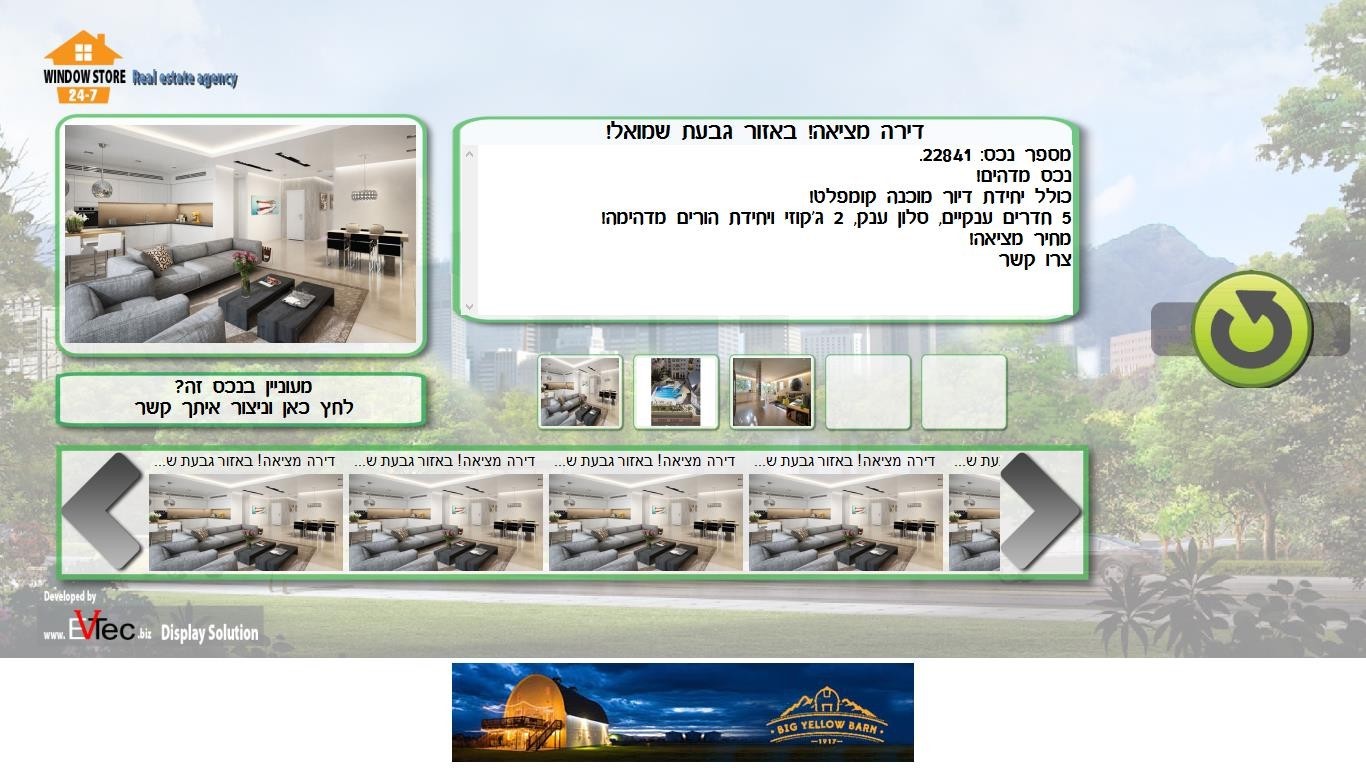 WINDOW STORE
24-7
Real estate agency
דירה מציאה! באזור גבעת שמואל!
מספר נכס: 22841.
נכס מדהים!
כולל יחידת דיור מוכנה קומפלט!
5 חדרים ענקיים, סלון ענק, 2 ג'קוזי ויחידת הורים מדהימה!
מחיר מציאה!
צרו קשר
מעוניין בנכס זה?
לחץ כאן וניצור איתך קשר
דירה מציאה! באזור גבעת ש...
דירה מציאה! באזור גבעת ש...
דירה מציאה! באזור גבעת ש...
דירה מציאה! באזור גבעת ש...
עת ש...
Developed by
www.EVTec.biz Display Solution
BIG YELLOW BARN
1917